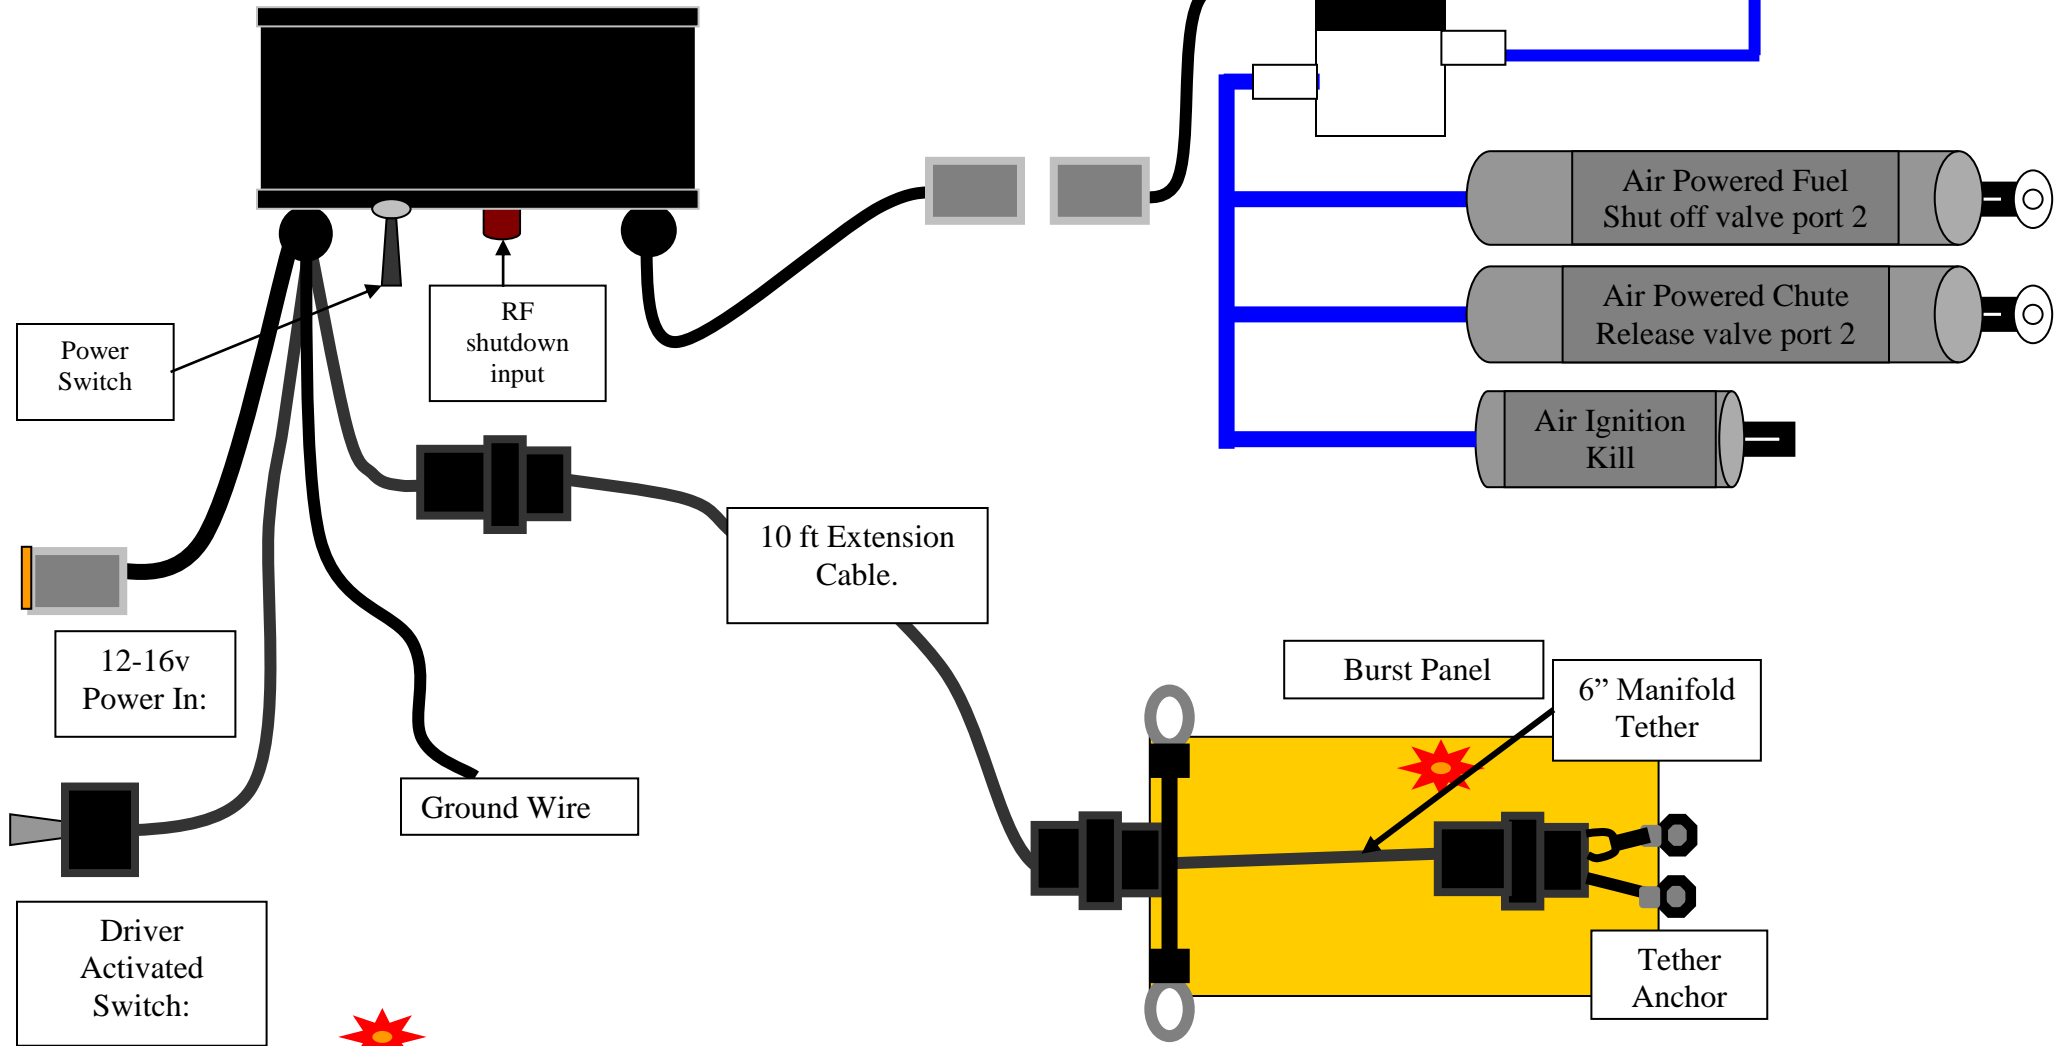 Air Powered Fuel
Shut off valve port 2
Air Powered Chute
Release valve port 2
Power
Switch
RF
shutdown
input
Air Ignition
Kill
10 ft Extension
Cable.
12-16v
Power In:
Burst Panel
6” Manifold
Tether
Ground Wire
Driver
Activated
Switch:
Tether
Anchor